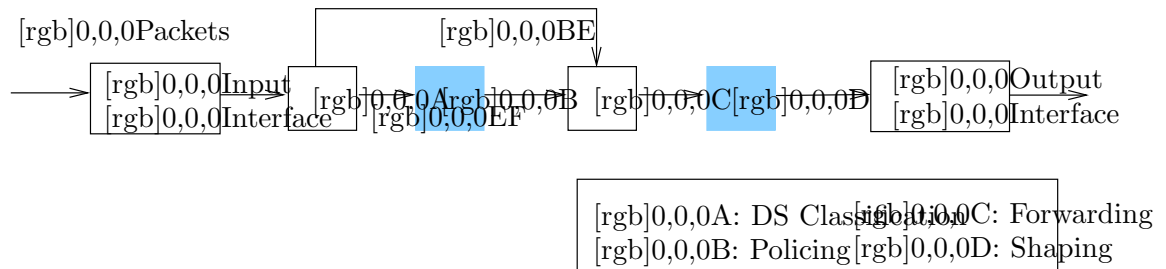 [rgb]0,0,0Packets
[rgb]0,0,0BE
[rgb]0,0,0Input
[rgb]0,0,0Interface
[rgb]0,0,0A
[rgb]0,0,0EF
[rgb]0,0,0B
[rgb]0,0,0C
[rgb]0,0,0D
[rgb]0,0,0Output
[rgb]0,0,0Interface
[rgb]0,0,0A: DS Classification
[rgb]0,0,0B: Policing
[rgb]0,0,0C: Forwarding
[rgb]0,0,0D: Shaping